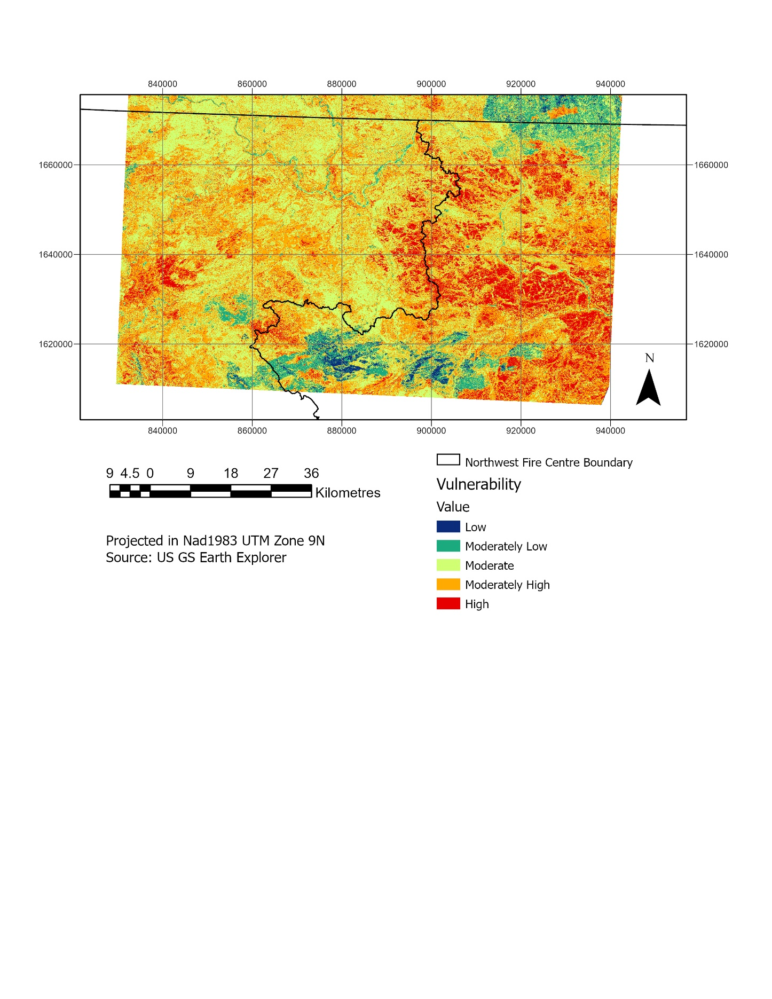 840000 860000 880000 900000 920000 940000
1660000 1660000
1640000 1640000
1620000 1620000
N
840000 860000 880000 900000 920000 940000
9 4.5 0 9 18 27 36
Kilometres
Projected in Nad1983 UTM Zone 9N
Source: US GS Earth Explorer
Northwest Fire Centre Boundary
Vulnerability
Value
Low
Moderately Low
Moderate
Moderately High
High